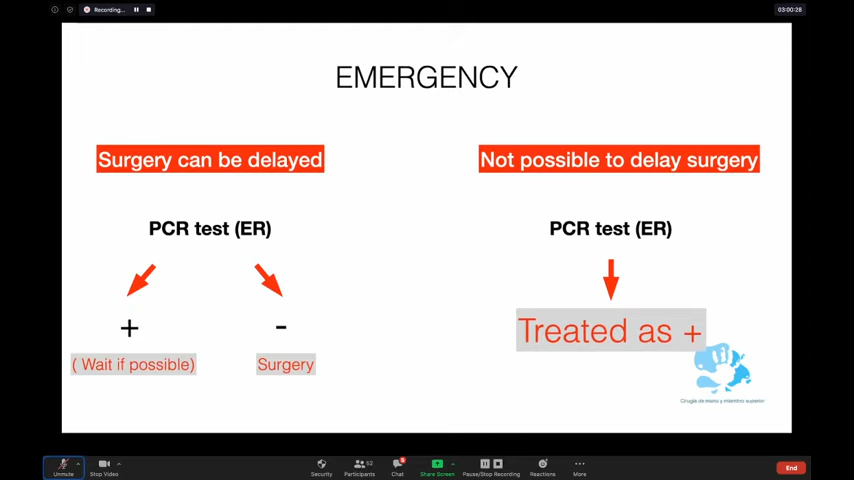 Recording...
03:00:28
EMERGENCY
Surgery can be delayed
Not possible to delay surgery
PCR test (ER)
PCR test (ER)
+
-
Treated as +
( Wait if possible)
Surgery
Cirugía de mano y miembro superior
Unmute
Stop Video
Security
Participants
52
Chat
Share Screen
Pause/Stop Recording
Reactions
More
End